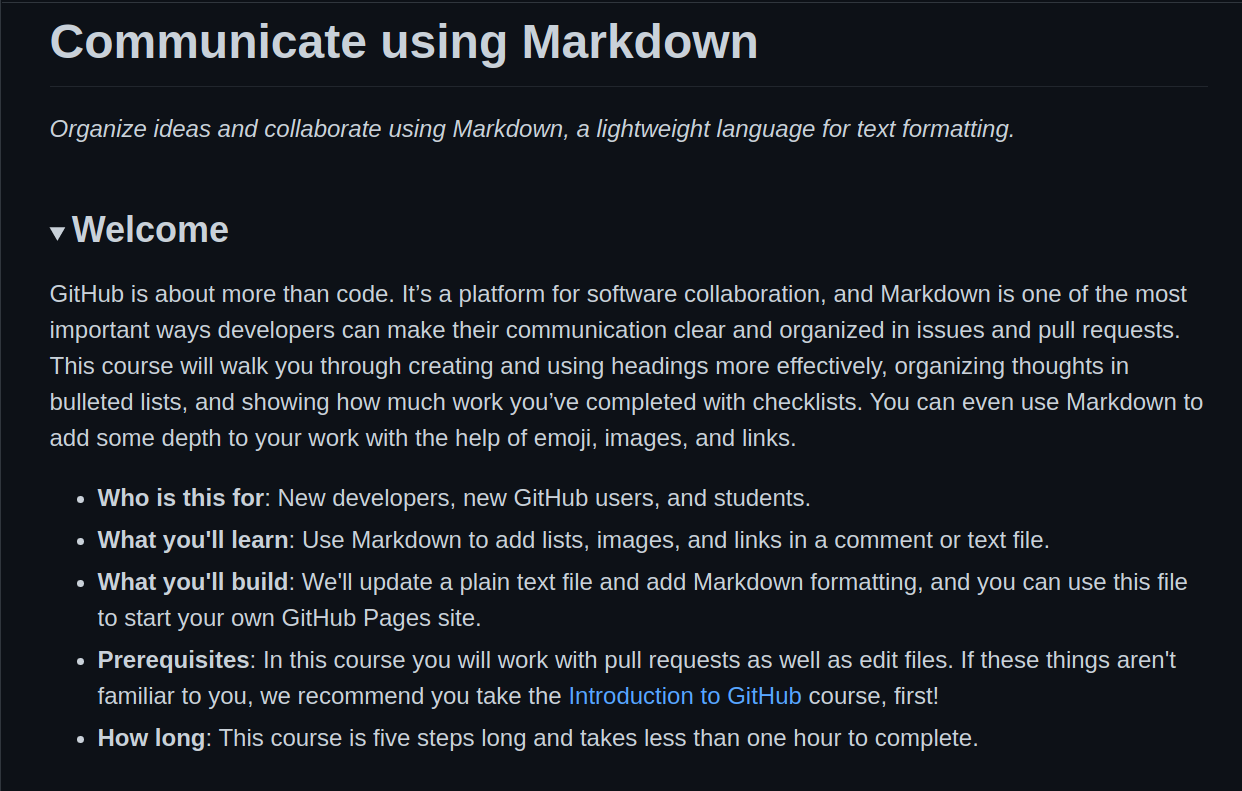 Communicate using Markdown
Organize ideas and collaborate using Markdown, a lightweight language for text formatting.
Welcome
GitHub is about more than code. It’s a platform for software collaboration, and Markdown is one of the most
important ways developers can make their communication clear and organized in issues and pull requests.
This course will walk you through creating and using headings more effectively, organizing thoughts in
bulleted lists, and showing how much work you’ve completed with checklists. You can even use Markdown to
add some depth to your work with the help of emoji, images, and links.
• Who is this for: New developers, new GitHub users, and students.
• What you'll learn: Use Markdown to add lists, images, and links in a comment or text file.
• What you'll build: We'll update a plain text file and add Markdown formatting, and you can use this file
to start your own GitHub Pages site.
• Prerequisites: In this course you will work with pull requests as well as edit files. If these things aren't
familiar to you, we recommend you take the Introduction to GitHub course, first!
• How long: This course is five steps long and takes less than one hour to complete.